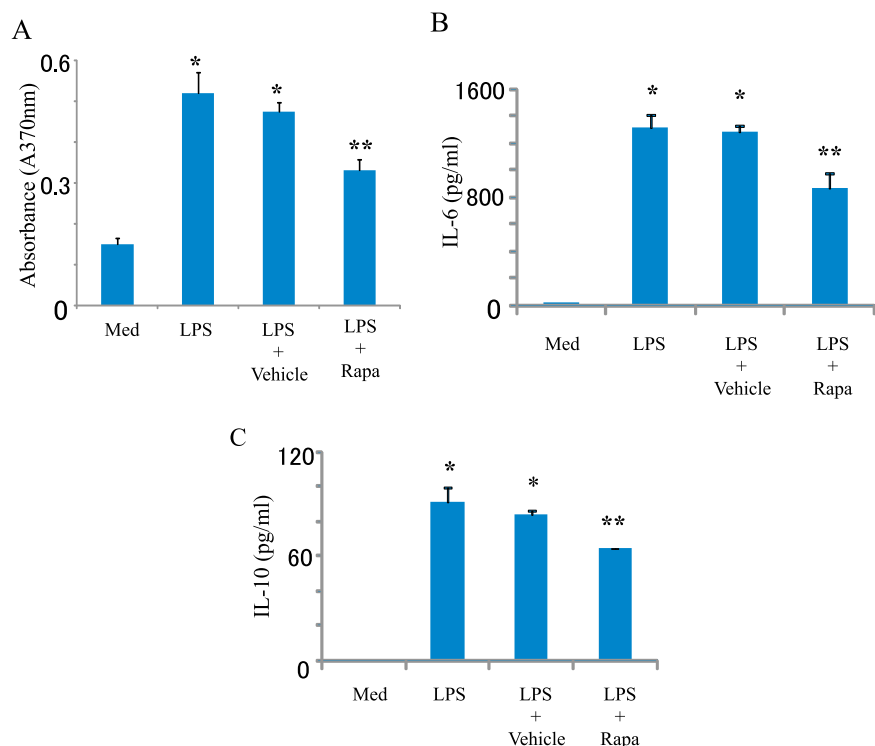 A
0.6
0.3
0
Absorbance (A370nm)
*
*
**
Med
LPS
LPS
+
Vehicle
LPS
+
Rapa
B
1600
800
0
IL-6 (pg/ml)
*
*
**
Med
LPS
LPS
+
Vehicle
LPS
+
Rapa
C
120
60
0
IL-10 (pg/ml)
*
*
**
Med
LPS
LPS
+
Vehicle
LPS
+
Rapa